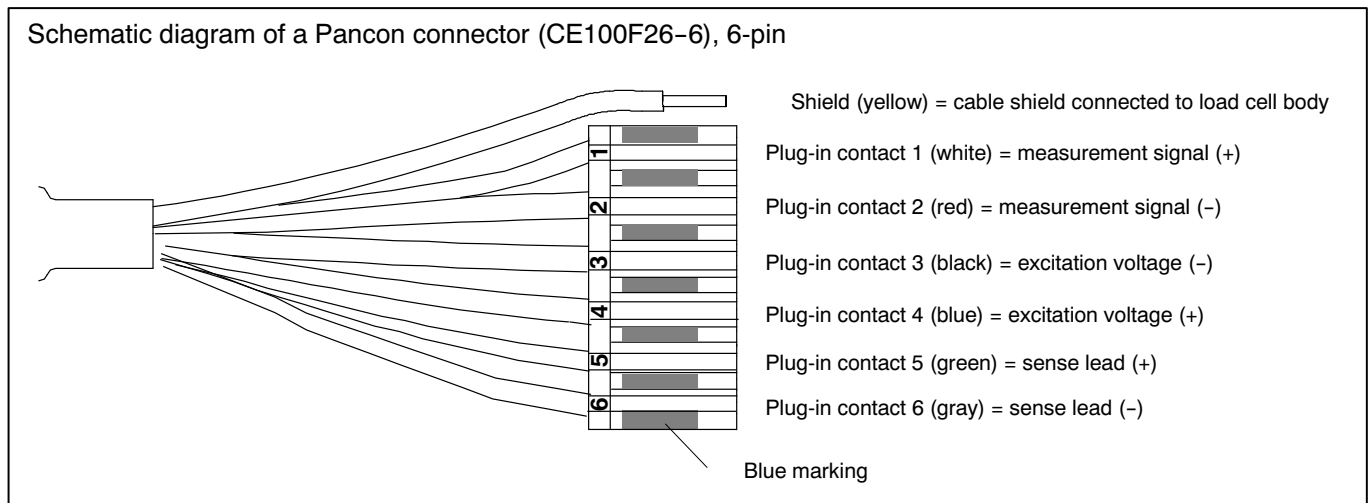 Schematic diagram of a Pancon connector (CE100F26-6), 6-pin
Shield (yellow) = cable shield connected to load cell body
1
Plug-in contact 1 (white) = measurement signal (+)
2
Plug-in contact 2 (red) = measurement signal (-)
3
Plug-in contact 3 (black) = excitation voltage (-)
4
Plug-in contact 4 (blue) = excitation voltage (+)
5
Plug-in contact 5 (green) = sense lead (+)
6
Plug-in contact 6 (gray) = sense lead (-)
Blue marking